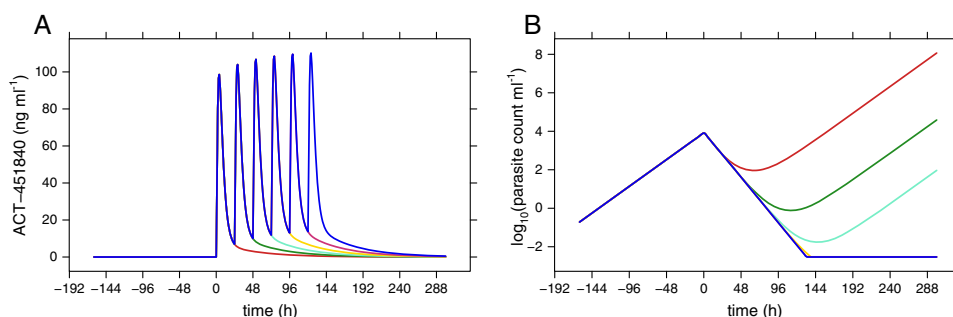 A
ACT−451840 (ng ml−1)
100
80
60
40
20
0
−192 −144 −96 −48 0 48 96 144 192 240 288
time (h)
B
log10(parasite count ml−1)
8
6
4
2
0
−2
−192 −144 −96 −48 0 48 96 144 192 240 288
time (h)